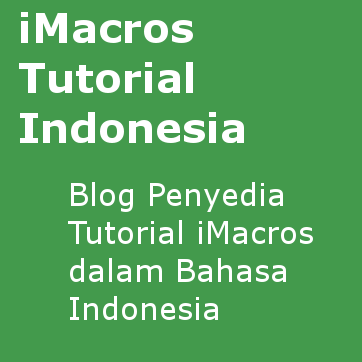 iMacros
Tutorial
Indonesia
Blog Penyedia
Tutorial iMacros
dalam Bahasa
Indonesia